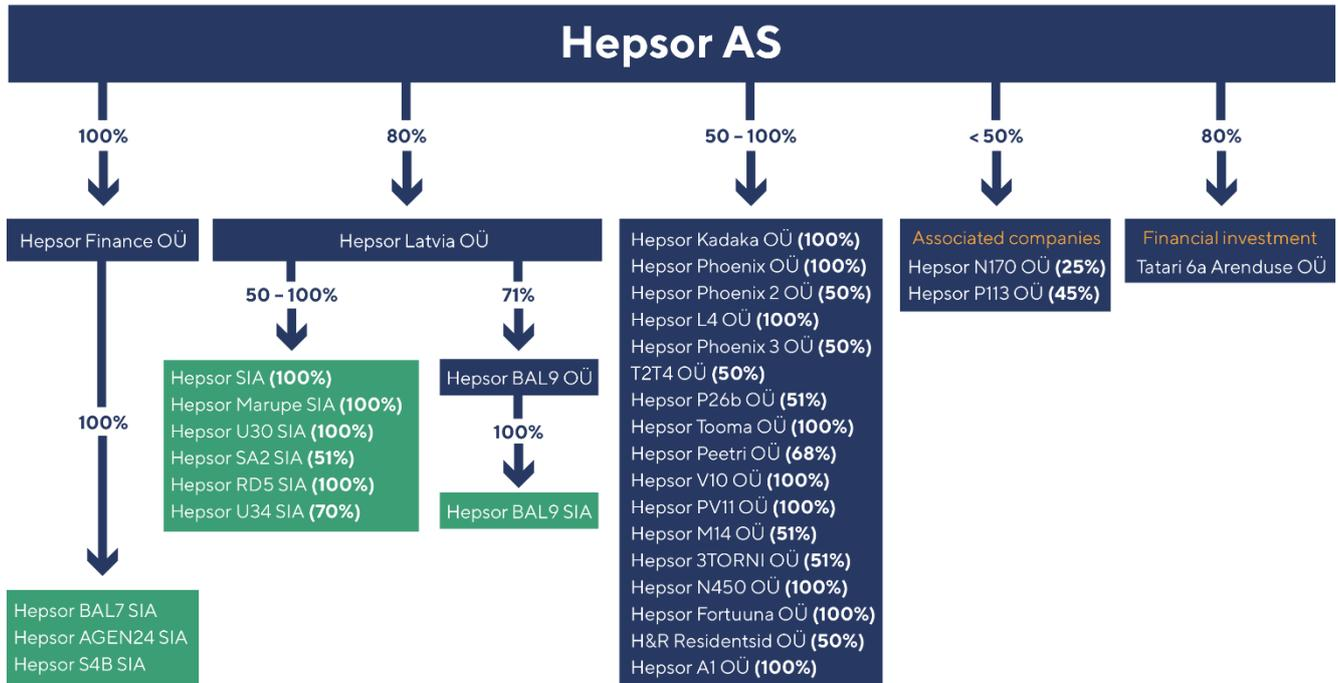 Hepsor AS
100%
80%
50 – 100%
< 50%
80%
Hepsor Finance OÜ
100%
Hepsor BAL7 SIA
Hepsor AGEN24 SIA
Hepsor S4B SIA
Hepsor Latvia OÜ
50 – 100%
71%
Hepsor SIA (100%)
Hepsor Marupe SIA (100%)
Hepsor U30 SIA (100%)
Hepsor SA2 SIA (51%)
Hepsor RD5 SIA (100%)
Hepsor U34 SIA (70%)
Hepsor BAL9 OÜ
100%
Hepsor BAL9 SIA
Hepsor Kadaka OÜ (100%)
Hepsor Phoenix OÜ (100%)
Hepsor Phoenix 2 OÜ (50%)
Hepsor L4 OÜ (100%)
Hepsor Phoenix 3 OÜ (50%)
T2T4 OÜ (50%)
Hepsor P26b OÜ (51%)
Hepsor Tooma OÜ (100%)
Hepsor Peetri OÜ (68%)
Hepsor V10 OÜ (100%)
Hepsor PV11 OÜ (100%)
Hepsor M14 OÜ (51%)
Hepsor 3TORNI OÜ (51%)
Hepsor N450 OÜ (100%)
Hepsor Fortuuna OÜ (100%)
H&R Residentsid OÜ (50%)
Hepsor A1 OÜ (100%)
Associated companies
Hepsor N170 OÜ (25%)
Hepsor P113 OÜ (45%)
Financial investment
Tatari 6a Arenduse OÜ